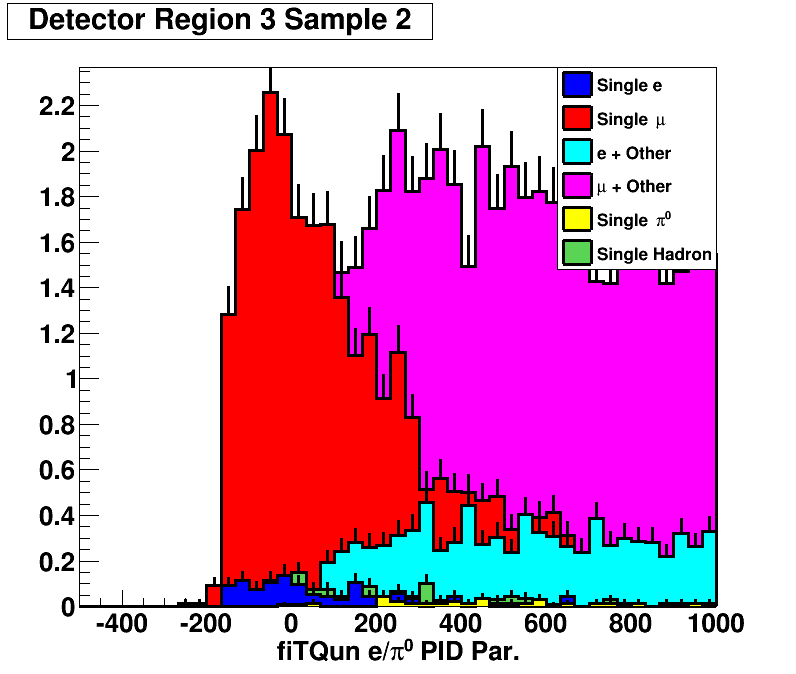 Detector Region 3 Sample 2
Single e
Single μ
e + Other
μ + Other
Single π⁰
Single Hadron
2.2
2
1.8
1.6
1.4
1.2
1
0.8
0.6
0.4
0.2
0
-400 -200 0 200 400 600 800 1000
fiTQun e/π⁰ PID Par.